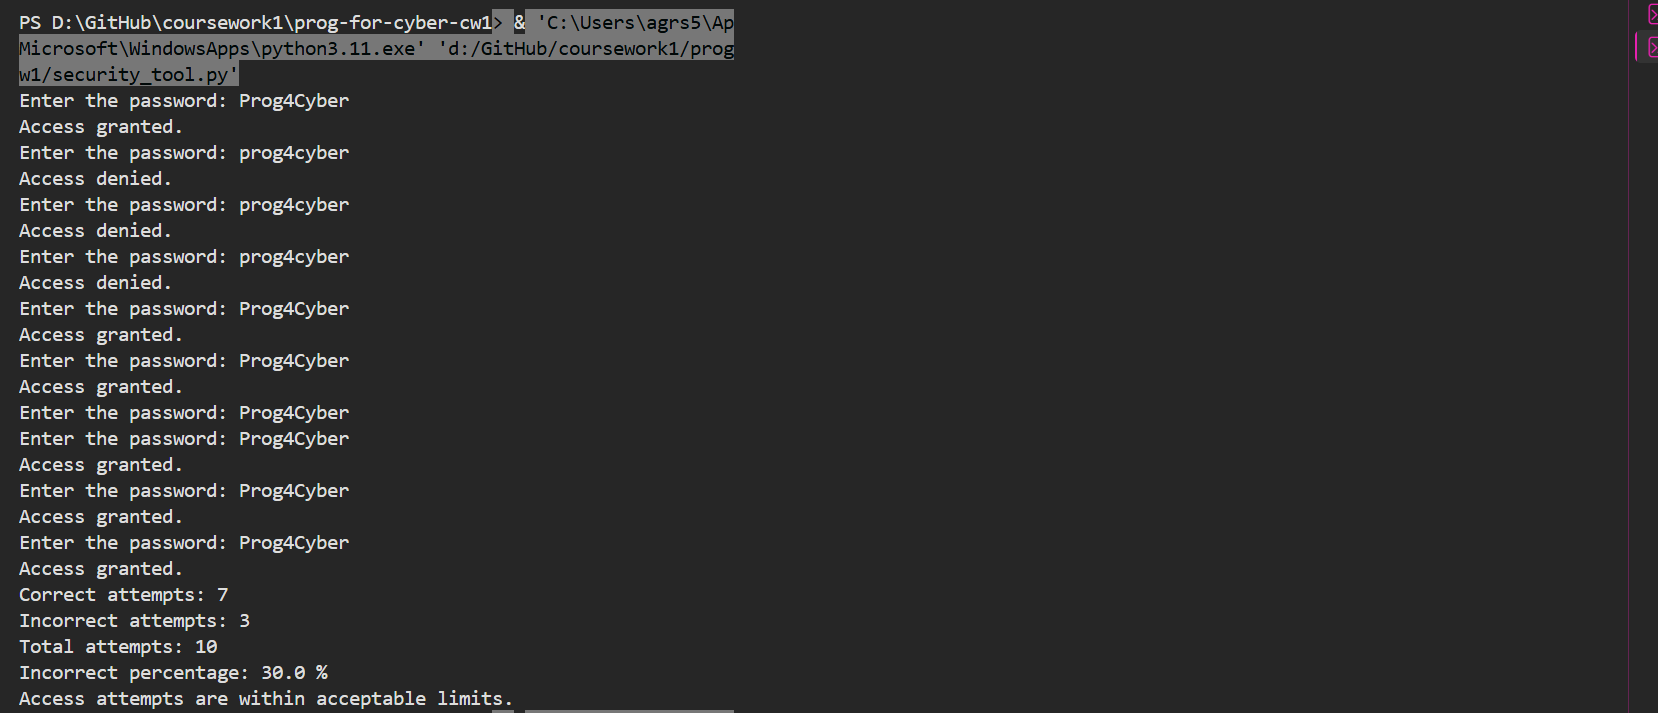 PS D:\GitHub\coursework1\prog-for-cyber-cw1> & 'C:\Users\agrs5\Ap
Microsoft\WindowsApps\python3.11.exe' 'd:/GitHub/coursework1/prog
w1/security_tool.py'
Enter the password: Prog4Cyber
Access granted.
Enter the password: prog4cyber
Access denied.
Enter the password: prog4cyber
Access denied.
Enter the password: prog4cyber
Access denied.
Enter the password: Prog4Cyber
Access granted.
Enter the password: Prog4Cyber
Access granted.
Enter the password: Prog4Cyber
Enter the password: Prog4Cyber
Access granted.
Enter the password: Prog4Cyber
Access granted.
Enter the password: Prog4Cyber
Access granted.
Correct attempts: 7
Incorrect attempts: 3
Total attempts: 10
Incorrect percentage: 30.0 %
Access attempts are within acceptable limits.